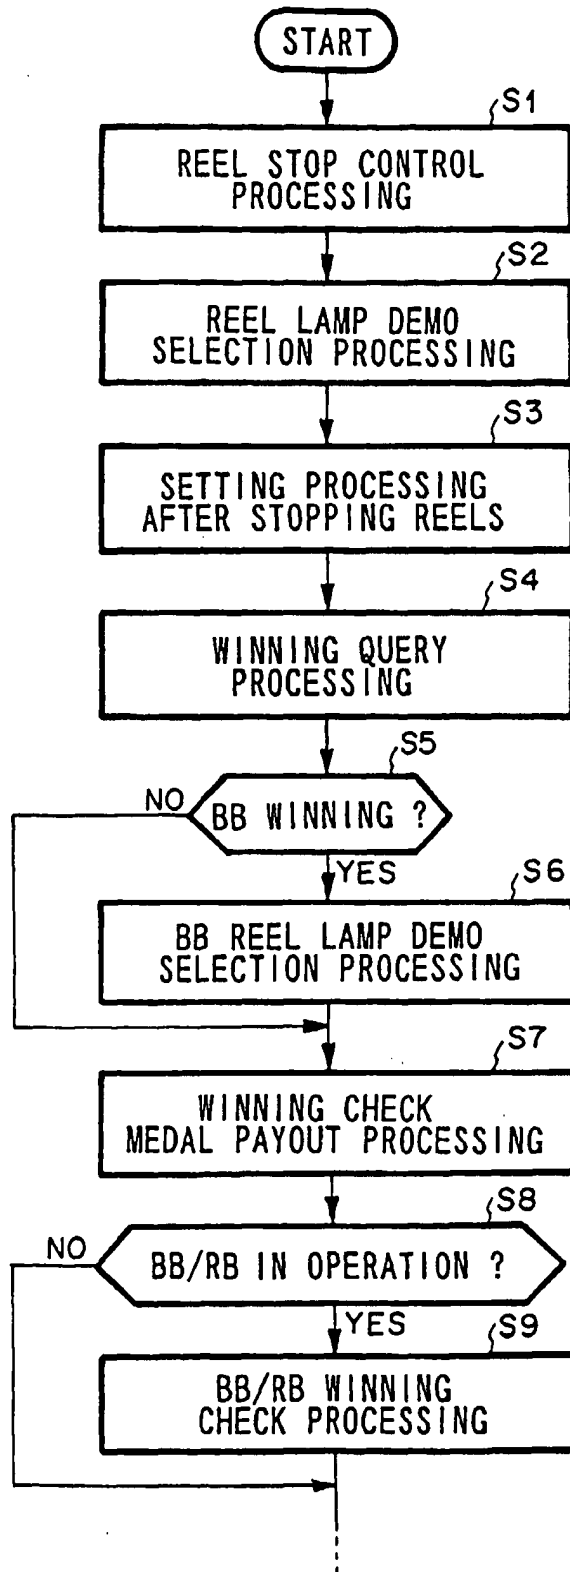 START
S1
REEL STOP CONTROL
PROCESSING
S2
REEL LAMP DEMO
SELECTION PROCESSING
S3
SETTING PROCESSING
AFTER STOPPING REELS
S4
WINNING QUERY
PROCESSING
S5
NO
BB WINNING ?
YES
S6
BB REEL LAMP DEMO
SELECTION PROCESSING
S7
WINNING CHECK
MEDAL PAYOUT PROCESSING
S8
NO
BB/RB IN OPERATION ?
YES
S9
BB/RB WINNING
CHECK PROCESSING